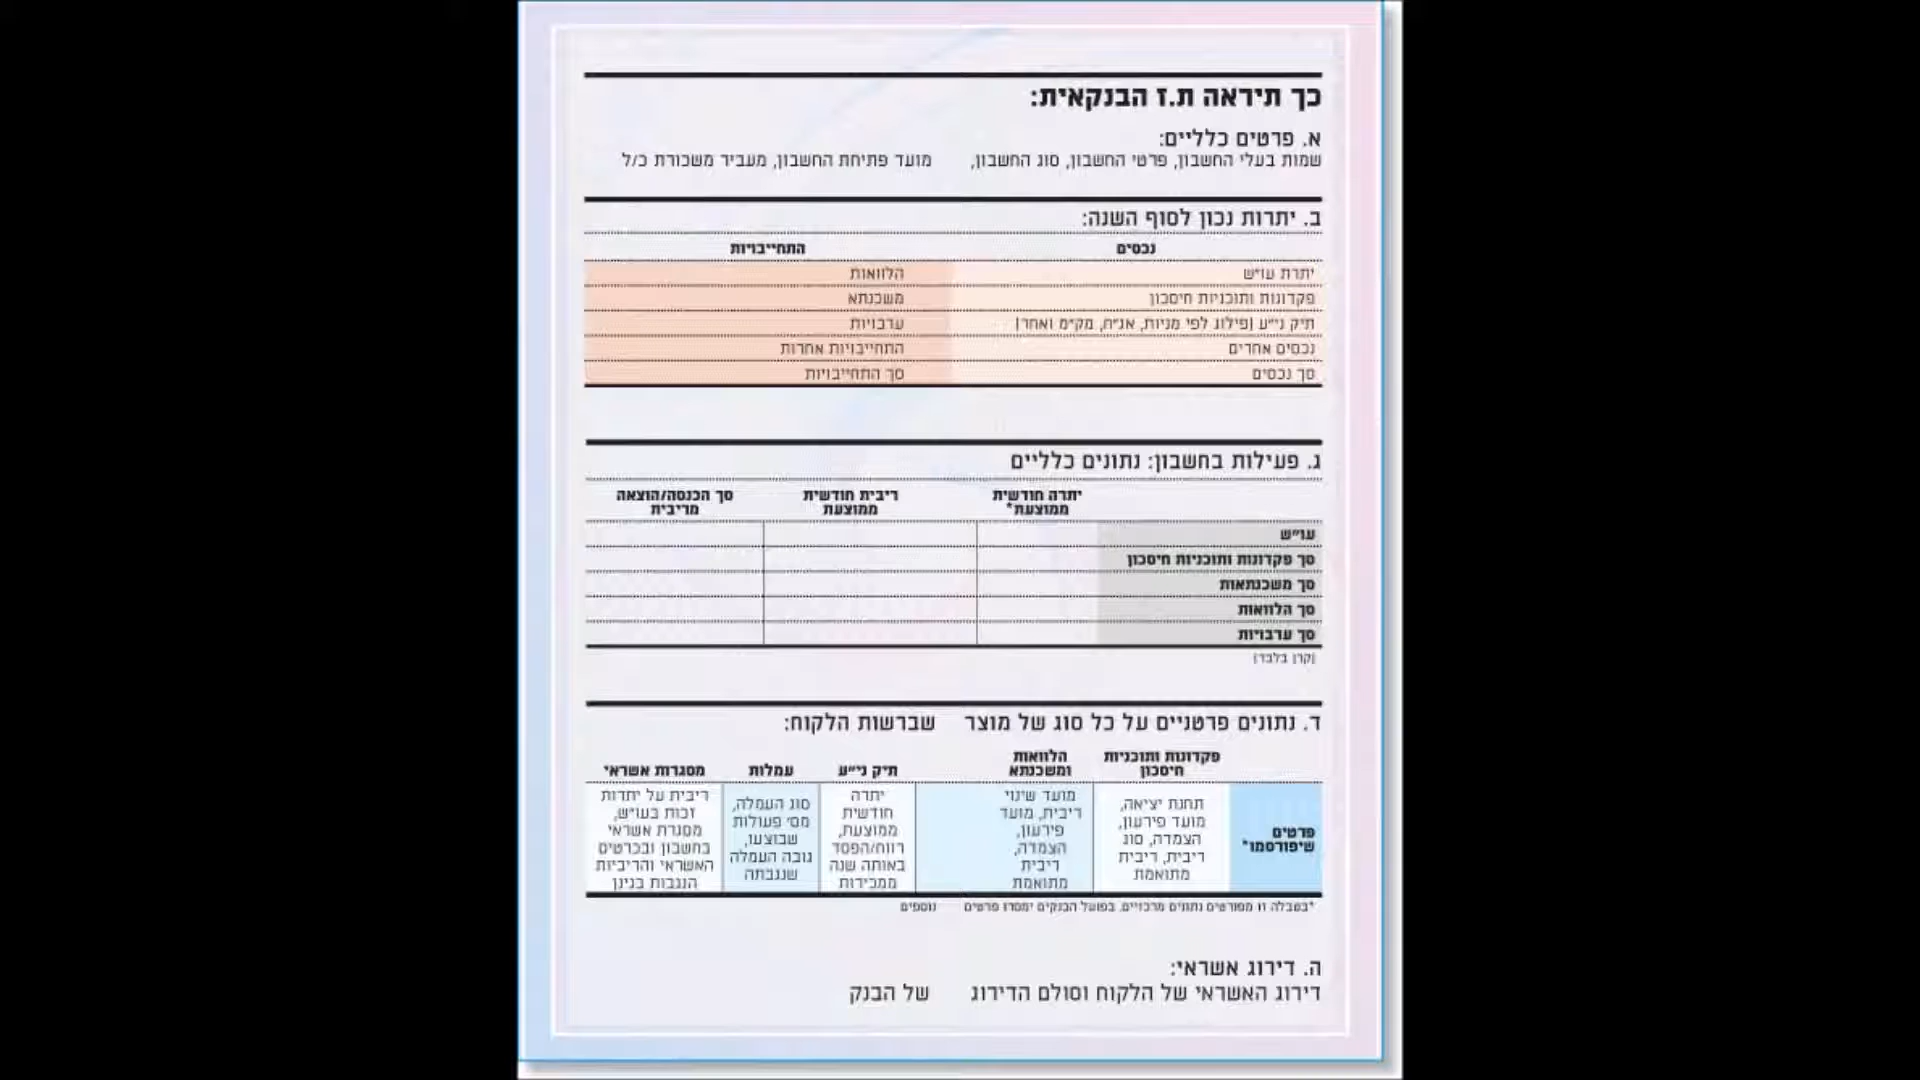 כך תיראה ת.ז הבנקאית:
א. פרטים כלליים:
שמות בעלי החשבון, פרטי החשבון, סוג החשבון, מועד פתיחת החשבון, מעביר משכורת כ/ל
ב. יתרות נכון לסוף השנה:
נכסים התחייבויות
יתרת עו״ש הלוואות
פקדונות ותוכניות חיסכון משכנתא
תיק ני״ע (פילוג לפי מניות, אג״ח, מק״מ ואחר) ערבויות
נכסים אחרים התחייבויות אחרות
סך נכסים סך התחייבויות
ג. פעילות בחשבון: נתונים כלליים
יתרה חודשית ריבית חודשית סך הכנסה/הוצאה
ממוצעת* ממוצעת מריבית
עו״ש
סך פקדונות ותוכניות חיסכון
סך משכנתאות
סך הלוואות
סך ערבויות
(קרן בלבד)
ד. נתונים פרטניים על כל סוג של מוצר שברשות הלקוח:
פקדונות ותוכניות
חיסכון
הלוואות
ומשכנתא
תיק ני״ע
עמלות
מסגרות אשראי
פרטים
שיפורסמו*
תחנת יציאה,
מועד פירעון,
הצמדה, סוג
ריבית, ריבית
מתואמת
מועד שינוי
ריבית, מועד
פירעון,
הצמדה,
ריבית
מתואמת
יתרה
חודשית
ממוצעת,
רווח/הפסד
באותה שנה
ממכירות
סוג העמלה,
מס׳ פעולות
שבוצעו,
גובה העמלה
שנגבתה
ריבית על יתרות
זכות בעו״ש,
מסגרת אשראי
בחשבון ובכרטיס
האשראי והריביות
הנגבות בגינן
*בטבלה זו מפורטים נתונים מרכזיים. בפועל הבנקים ימסרו פרטים נוספים
ה. דירוג אשראי:
דירוג האשראי של הלקוח וסולם הדירוג של הבנק